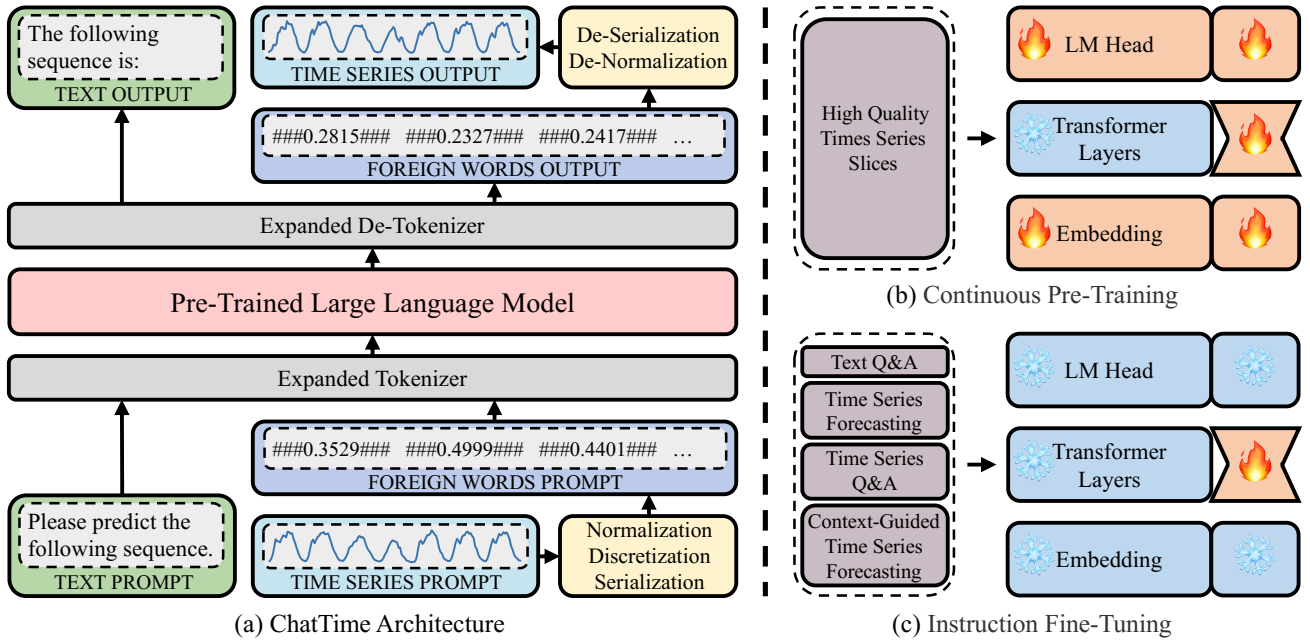 The following
sequence is:
TEXT OUTPUT
TIME SERIES OUTPUT
De-Serialization
De-Normalization
###0.2815### ###0.2327### ###0.2417### …
FOREIGN WORDS OUTPUT
Expanded De-Tokenizer
Pre-Trained Large Language Model
Expanded Tokenizer
###0.3529### ###0.4999### ###0.4401### …
FOREIGN WORDS PROMPT
Please predict the
following sequence.
TEXT PROMPT
TIME SERIES PROMPT
Normalization
Discretization
Serialization
(a) ChatTime Architecture
High Quality
Times Series
Slices
LM Head
Transformer
Layers
Embedding
(b) Continuous Pre-Training
Text Q&A
Time Series
Forecasting
Time Series
Q&A
Context-Guided
Time Series
Forecasting
LM Head
Transformer
Layers
Embedding
(c) Instruction Fine-Tuning